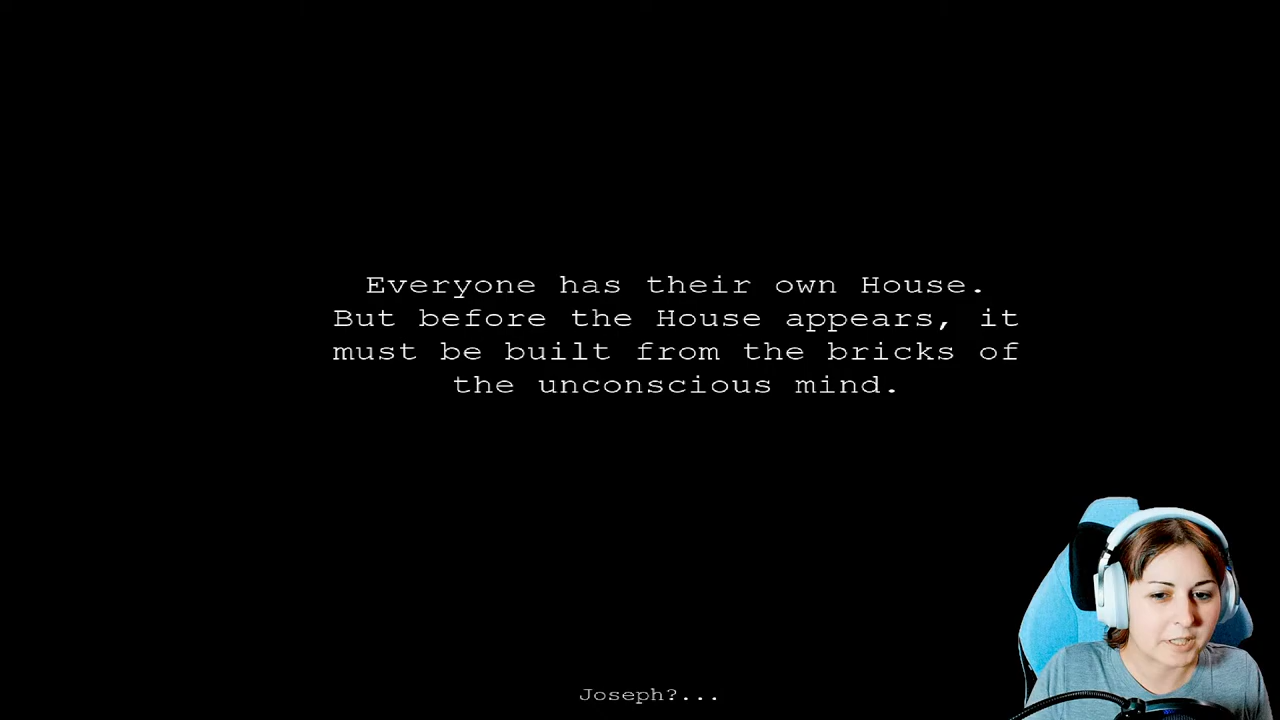 Everyone has their own House.
But before the House appears, it
must be built from the bricks of
the unconscious mind.
Joseph?...